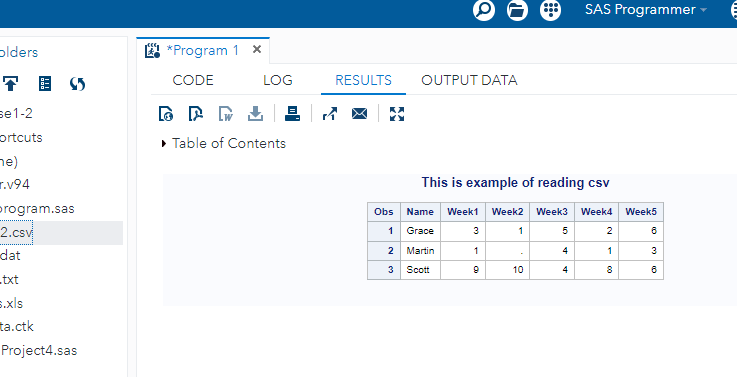 SAS Programmer
olders
*Program 1
CODE LOG RESULTS OUTPUT DATA
se1-2
ortcuts
Table of Contents
ne)
r.v94
This is example of reading csv
program.sas
Obs Name Week1 Week2 Week3 Week4 Week5
2.csv
1 Grace 3 1 5 2 6
dat
2 Martin 1 . 4 1 3
.txt
3 Scott 9 10 4 8 6
s.xls
ta.ctk
Project4.sas